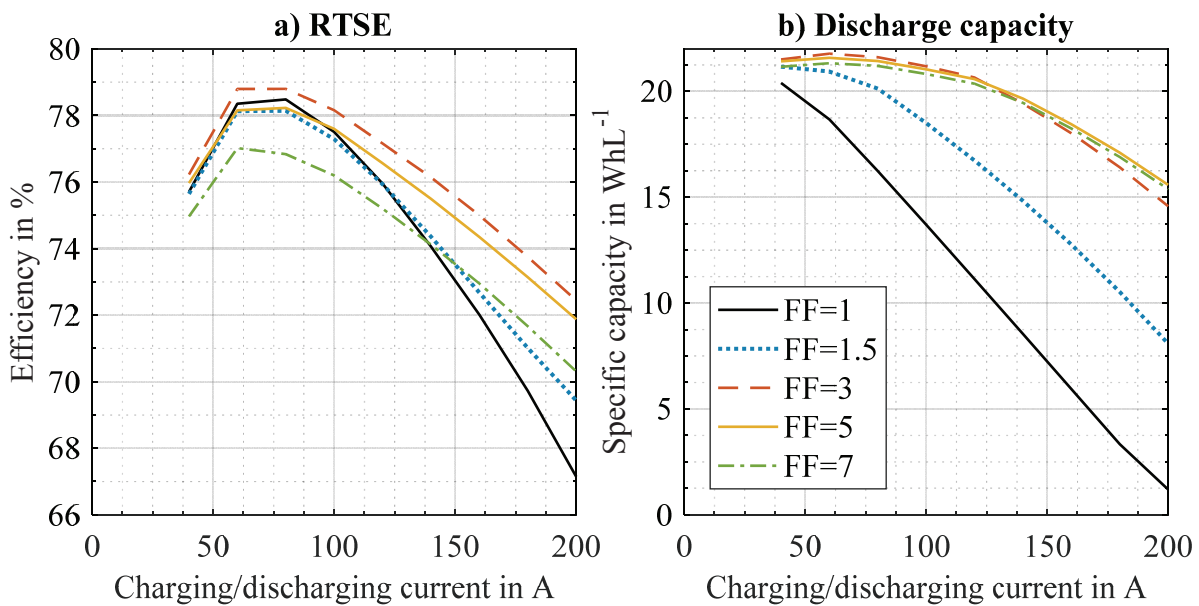 a) RTSE
80
78
76
74
72
70
68
66
Efficiency in %
0
50
100
150
200
Charging/discharging current in A
b) Discharge capacity
20
15
10
5
0
Specific capacity in WhL⁻¹
FF=1
FF=1.5
FF=3
FF=5
FF=7
0
50
100
150
200
Charging/discharging current in A